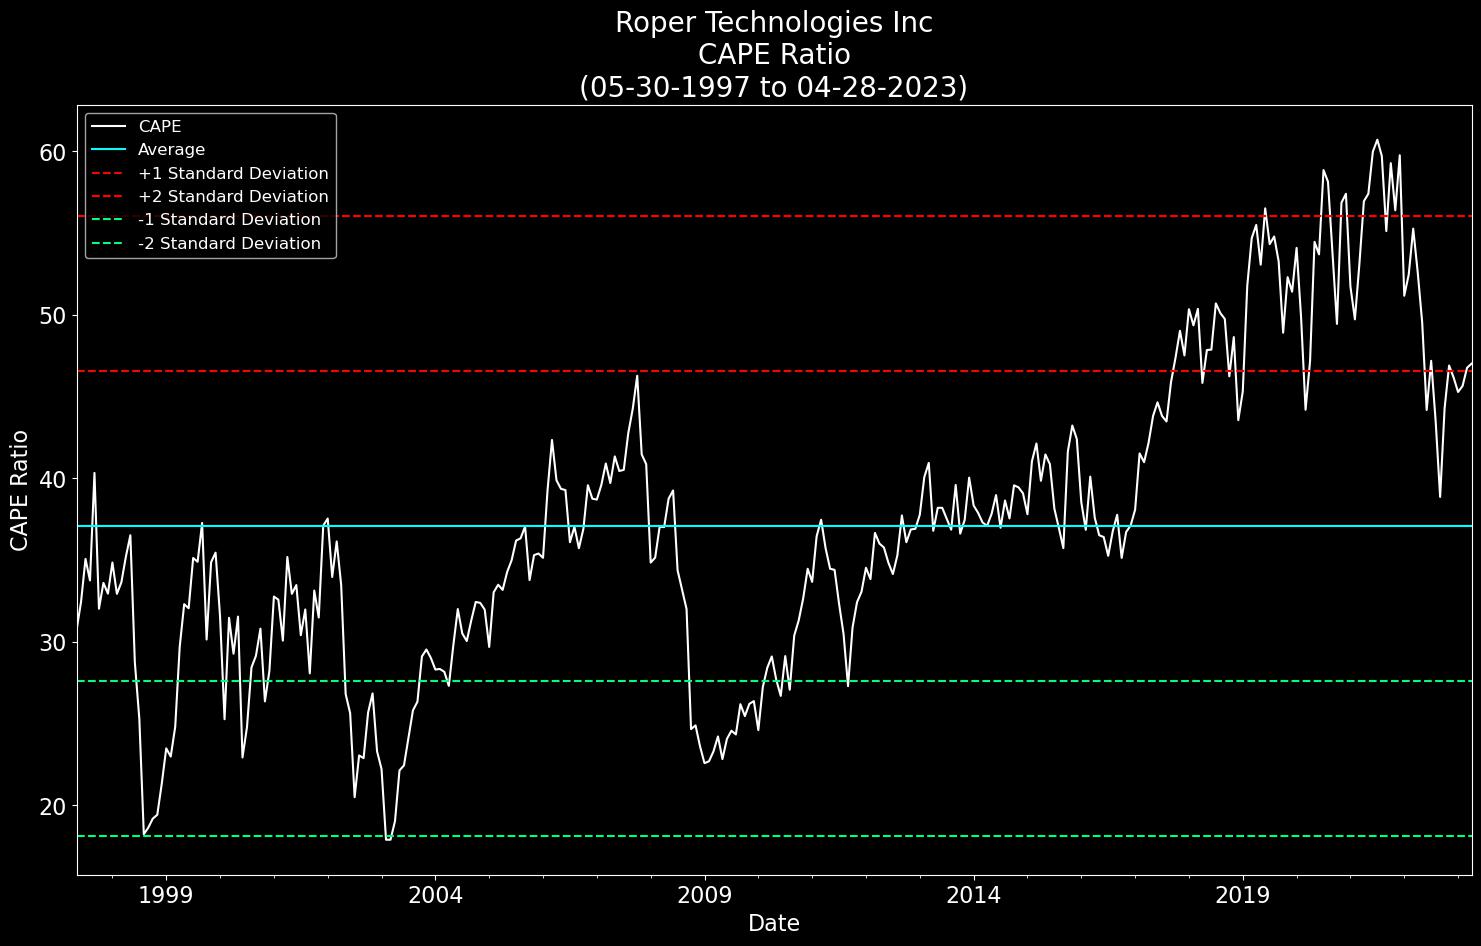 Roper Technologies Inc
CAPE Ratio
(05-30-1997 to 04-28-2023)
CAPE
Average
+1 Standard Deviation
+2 Standard Deviation
-1 Standard Deviation
-2 Standard Deviation
CAPE Ratio
60
50
40
30
20
1999 2004 2009 2014 2019
Date